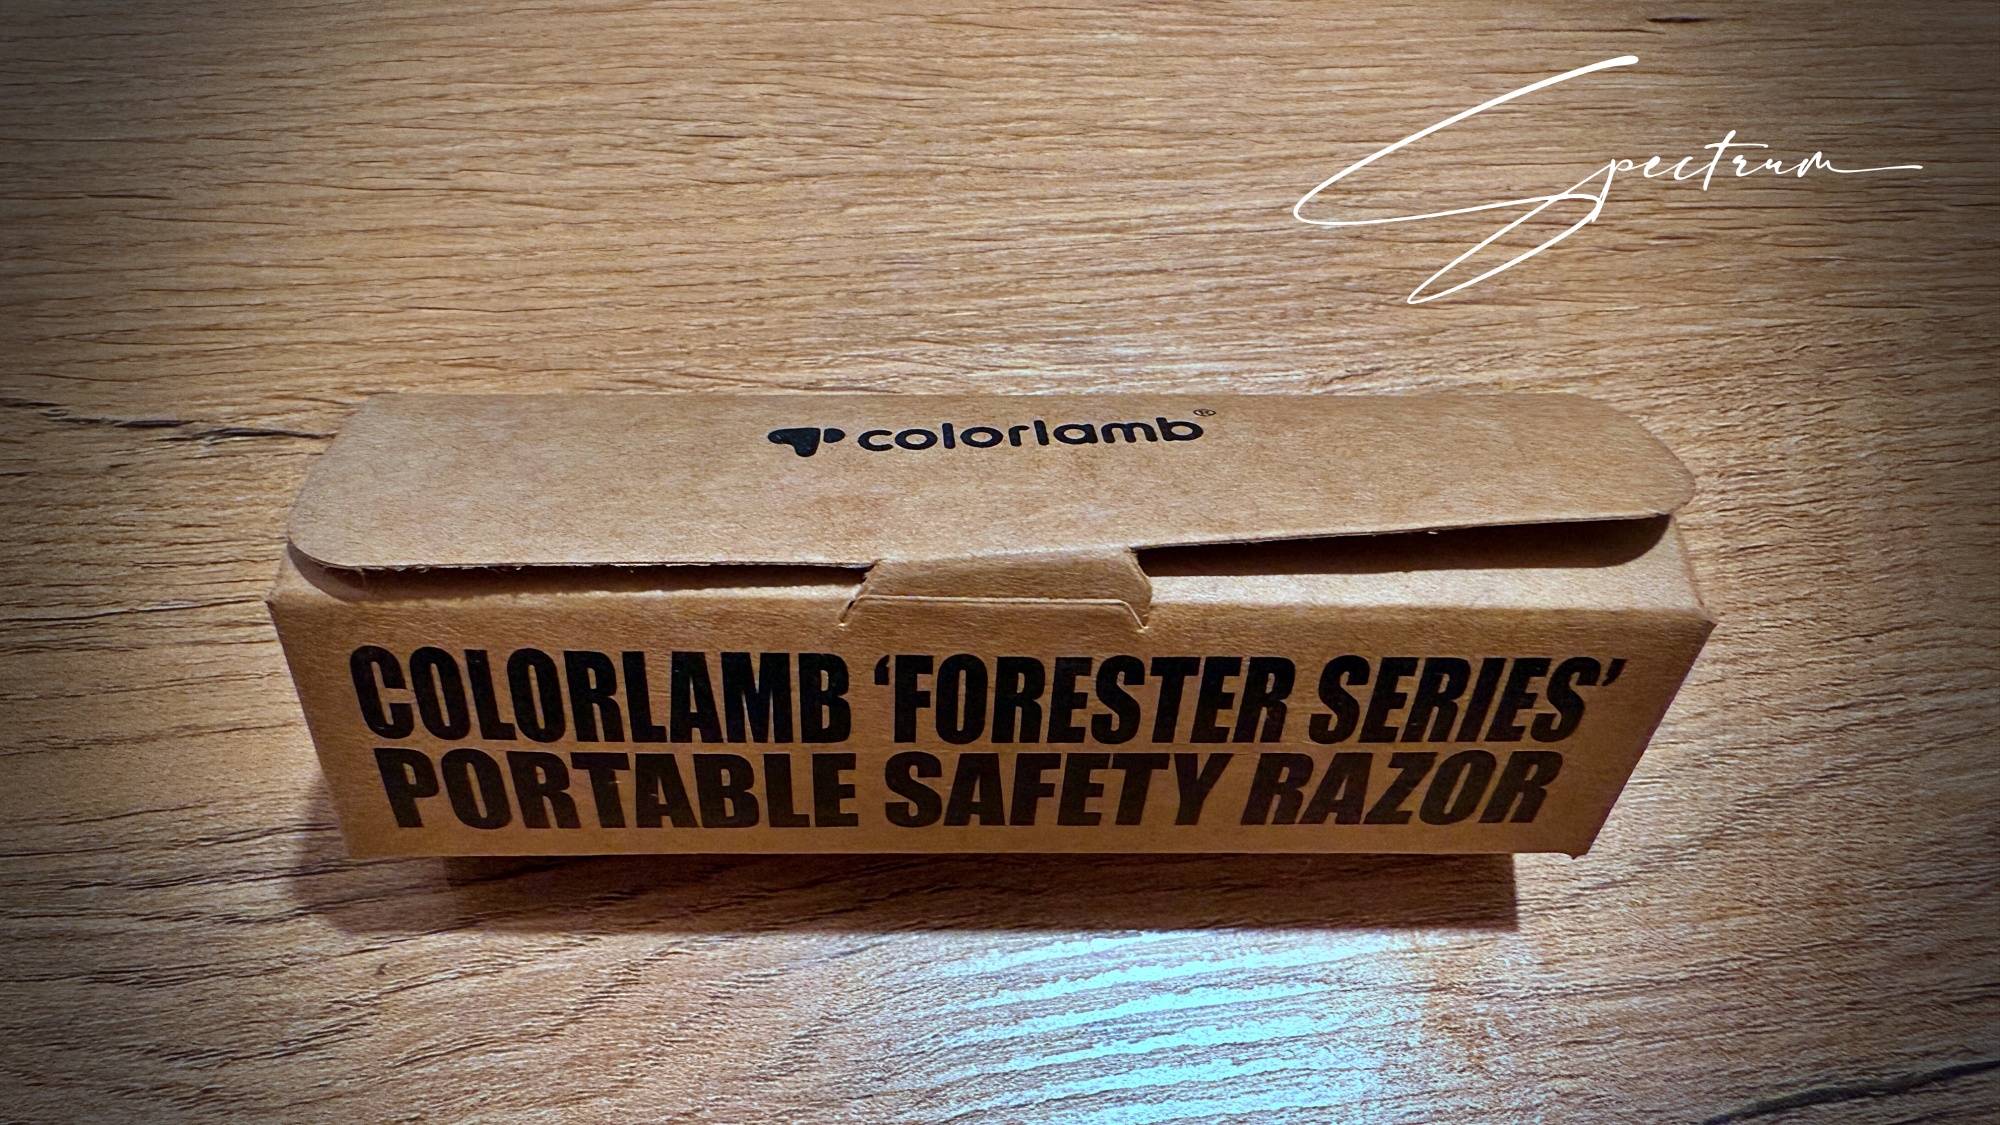 Spectrum
colorlamb®
COLORLAMB ‘FORESTER SERIES’
PORTABLE SAFETY RAZOR